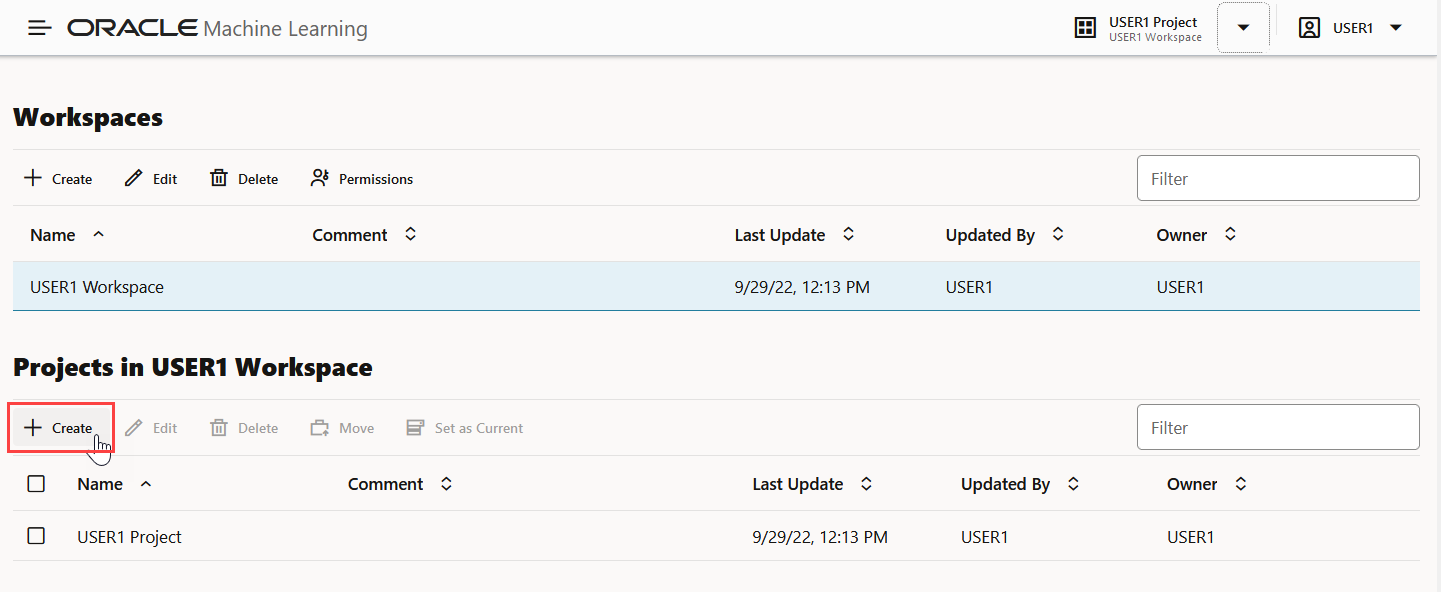 ORACLE Machine Learning
USER1 Project
USER1 Workspace
USER1
Workspaces
Create Edit Delete Permissions Filter
Name Comment Last Update Updated By Owner
USER1 Workspace 9/29/22, 12:13 PM USER1 USER1
Projects in USER1 Workspace
Create Edit Delete Move Set as Current Filter
Name Comment Last Update Updated By Owner
USER1 Project 9/29/22, 12:13 PM USER1 USER1